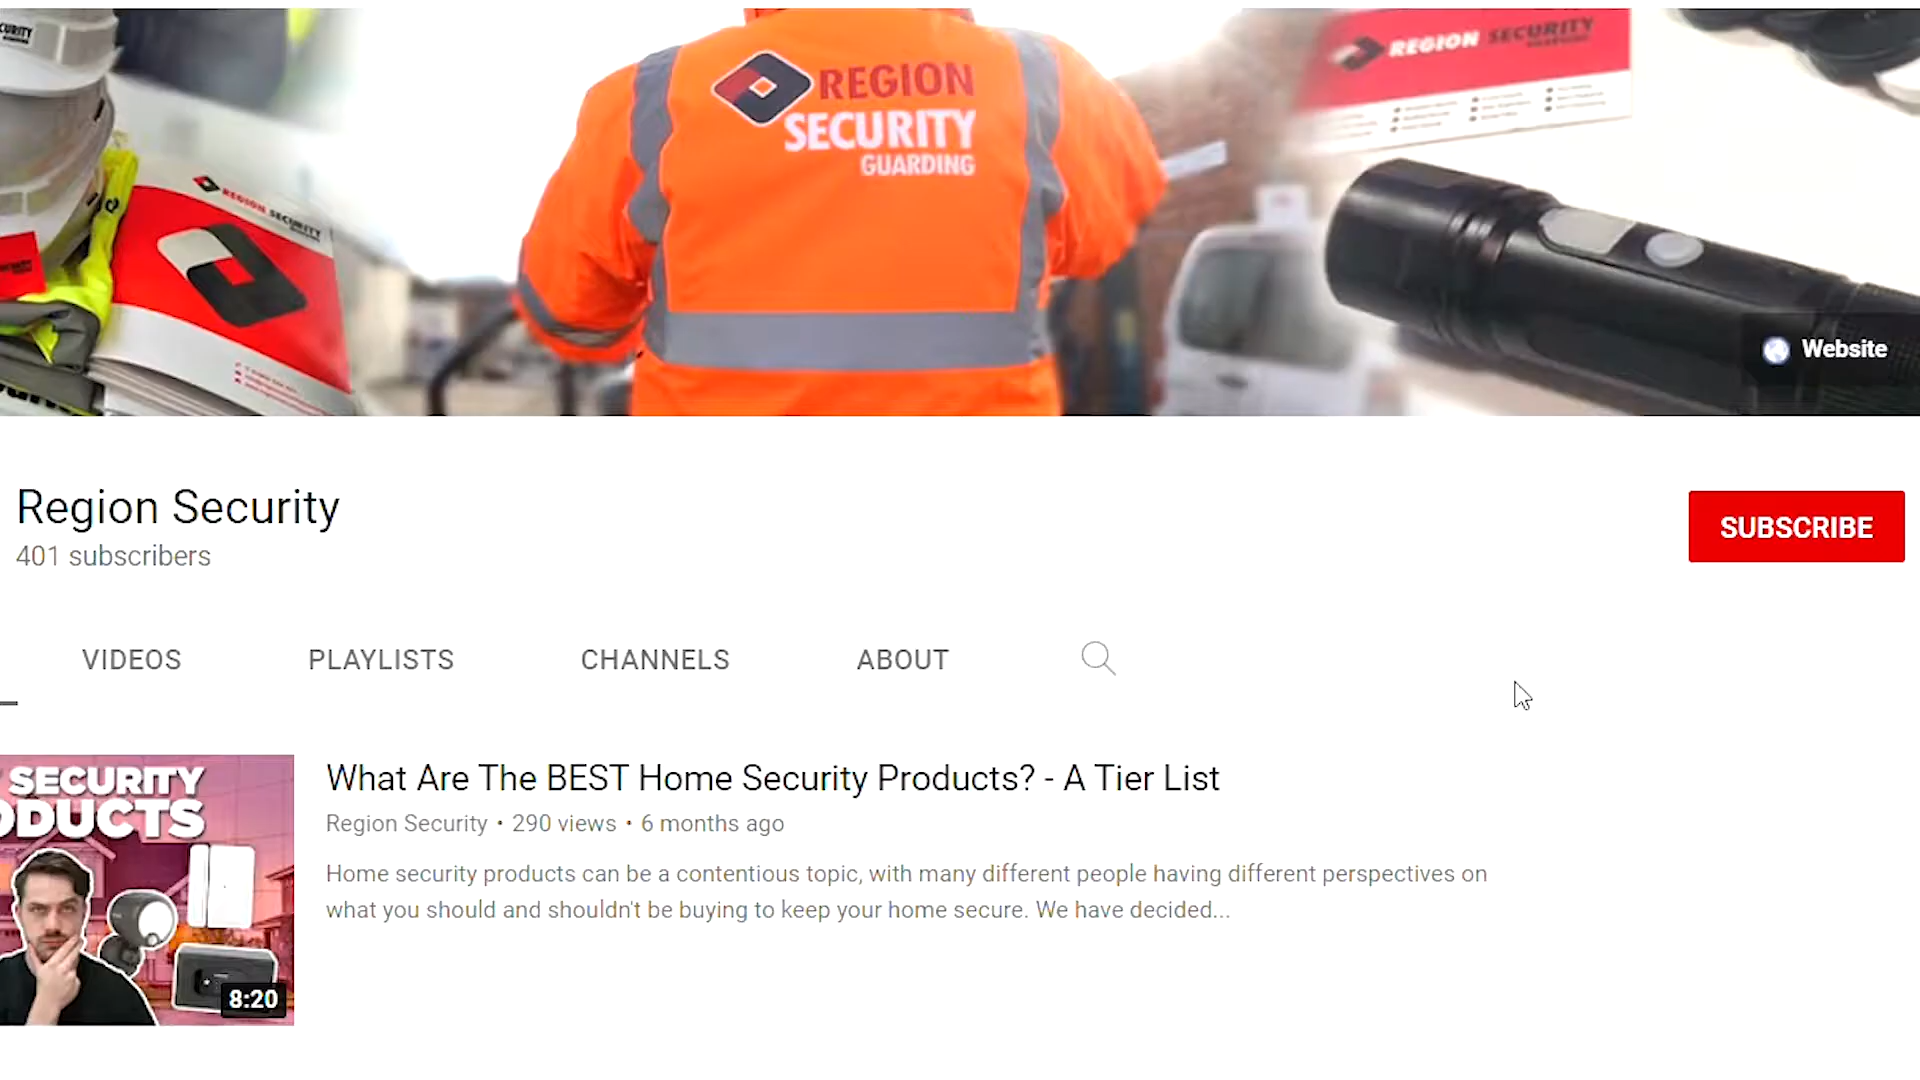 REGION
SECURITY
GUARDING
REGION SECURITY
REGION SECURITY
Website
Region Security
401 subscribers
SUBSCRIBE
VIDEOS
PLAYLISTS
CHANNELS
ABOUT
SECURITY
What Are The BEST Home Security Products? - A Tier List
Region Security • 290 views • 6 months ago
Home security products can be a contentious topic, with many different people having different perspectives on
what you should and shouldn't be buying to keep your home secure. We have decided...
8:20